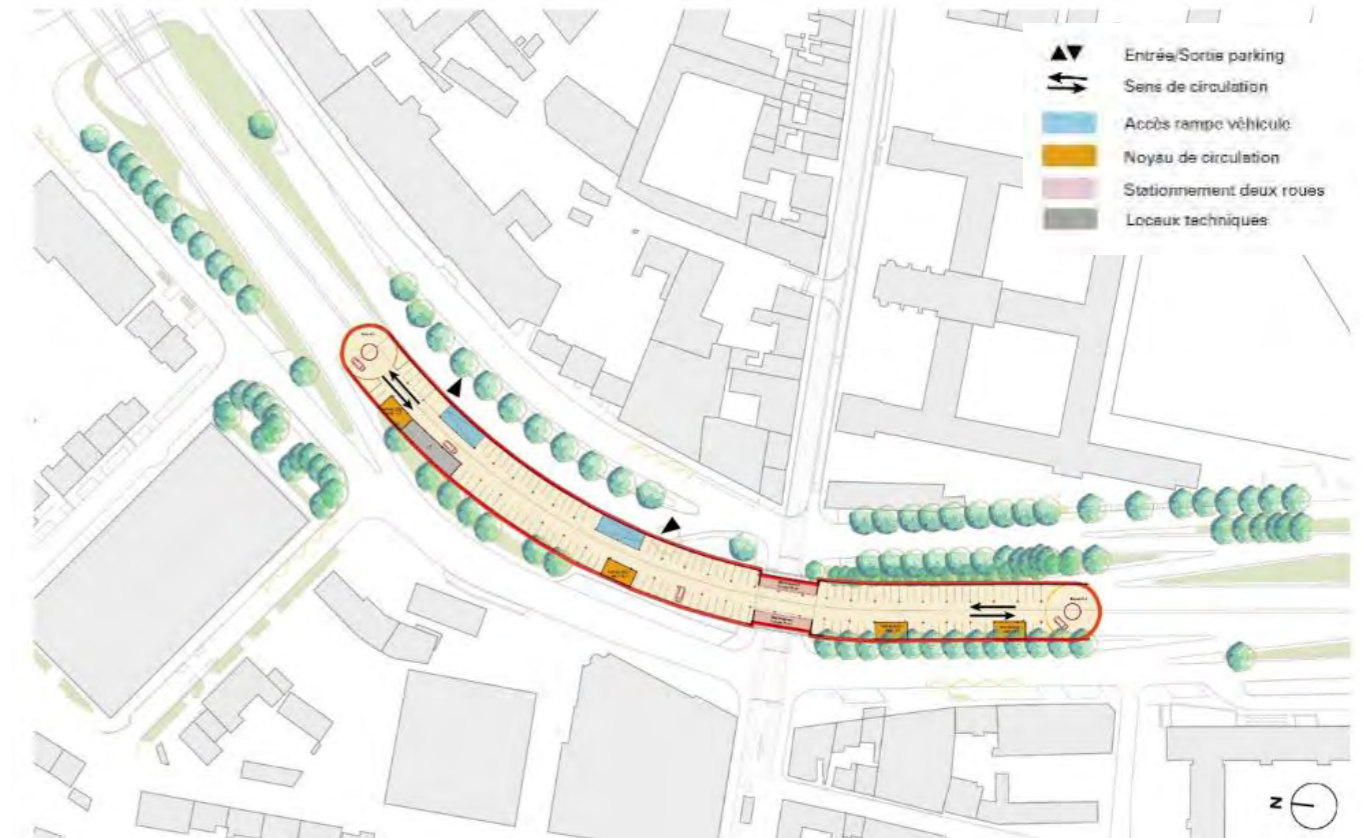 Entrée/Sortie parking
Sens de circulation
Accès rampe véhicule
Noyau de circulation
Stationnement deux roues
Locaux techniques
N